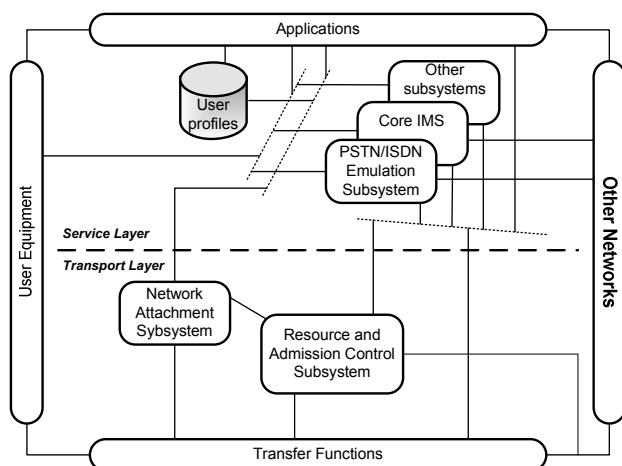 Applications
User
profiles
Other
subsystems
Core IMS
PSTN/ISDN
Emulation
Subsystem
User Equipment
Other Networks
Service Layer
Transport Layer
Network
Attachment
Sybsystem
Resource and
Admission Control
Subsystem
Transfer Functions